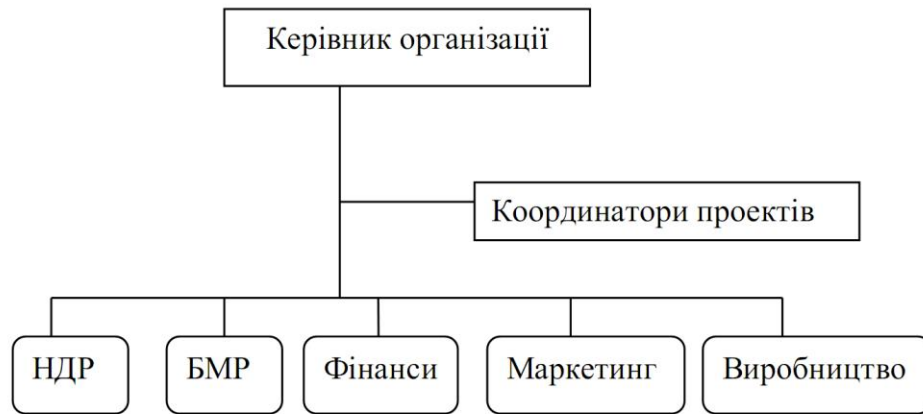 Керівник організації
Координатори проектів
НДР
БМР
Фінанси
Маркетинг
Виробництво